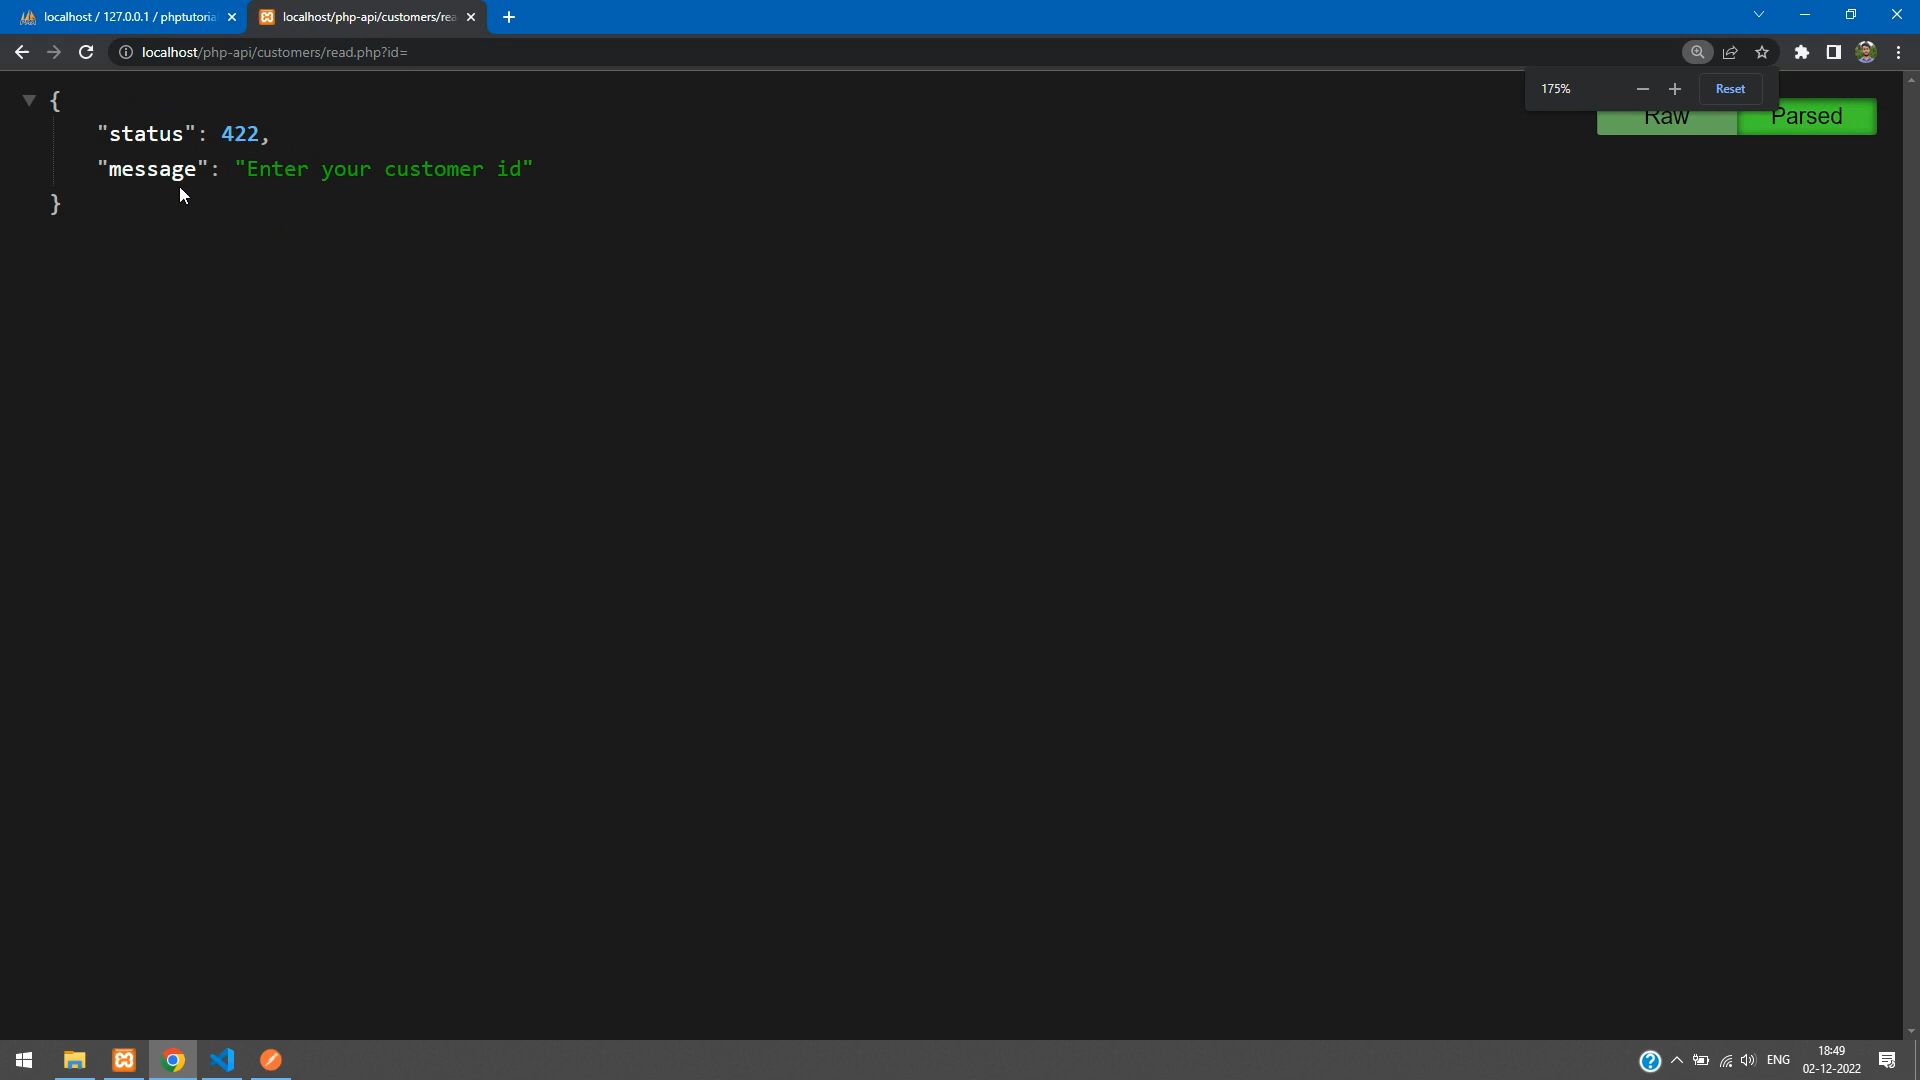 localhost / 127.0.0.1 / phptutoria
localhost/php-api/customers/rea
localhost/php-api/customers/read.php?id=
175%
Reset
Raw
Parsed
{
"status": 422,
"message": "Enter your customer id"
}
ENG
18:49
02-12-2022